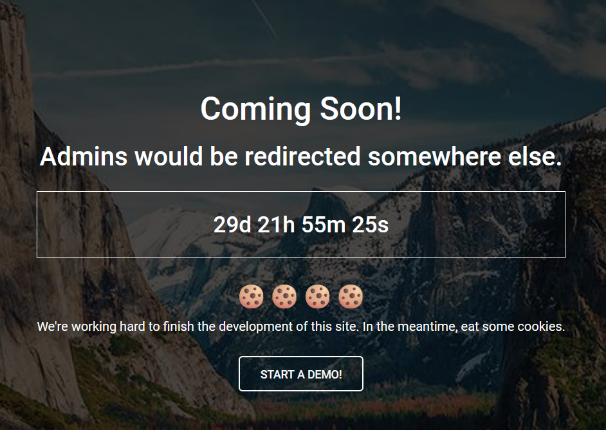 Coming Soon!
Admins would be redirected somewhere else.
29d 21h 55m 25s
We're working hard to finish the development of this site. In the meantime, eat some cookies.
START A DEMO!